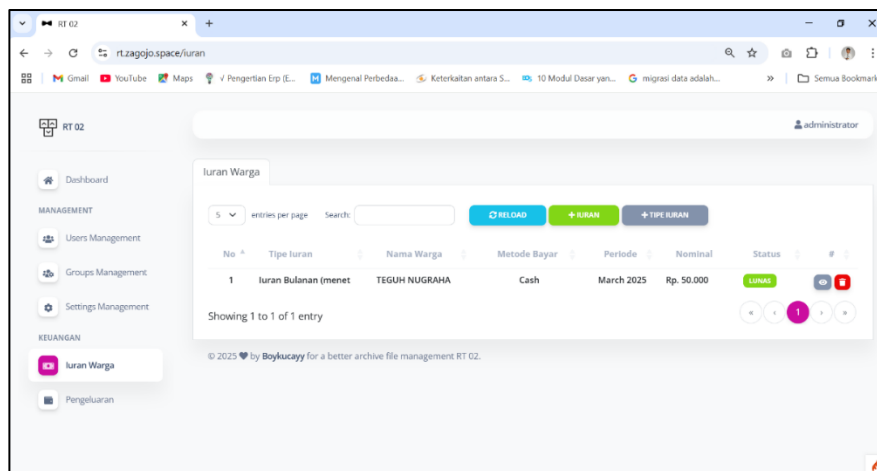 RT 02
rt.zagojo.space/iuran
Gmail YouTube Maps √ Pengertian Erp (E... Mengenal Perbedaa... Keterkaitan antara S... 10 Modul Dasar yan... migrasi data adalah... » Semua Bookmark
RT 02
administrator
Dashboard
MANAGEMENT
Users Management
Groups Management
Settings Management
KEUANGAN
Iuran Warga
Pengeluaran
Iuran Warga
5 entries per page Search: RELOAD + IURAN + TIPE IURAN
No Tipe Iuran Nama Warga Metode Bayar Periode Nominal Status #
1 Iuran Bulanan (menet TEGUH NUGRAHA Cash March 2025 Rp. 50.000 LUNAS
Showing 1 to 1 of 1 entry
« ‹ 1 › »
© 2025 ♥ by Boykucayy for a better archive file management RT 02.